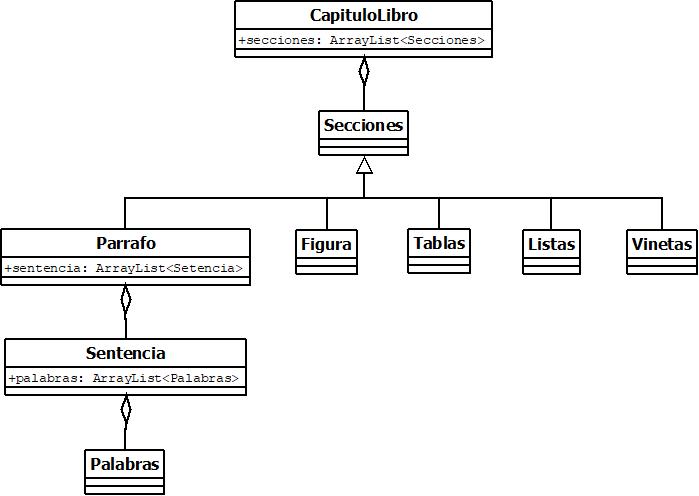 CapituloLibro
+secciones: ArrayList<Secciones>
Secciones
Parrafo
+sentencia: ArrayList<Setencia>
Figura
Tablas
Listas
Vinetas
Sentencia
+palabras: ArrayList<Palabras>
Palabras